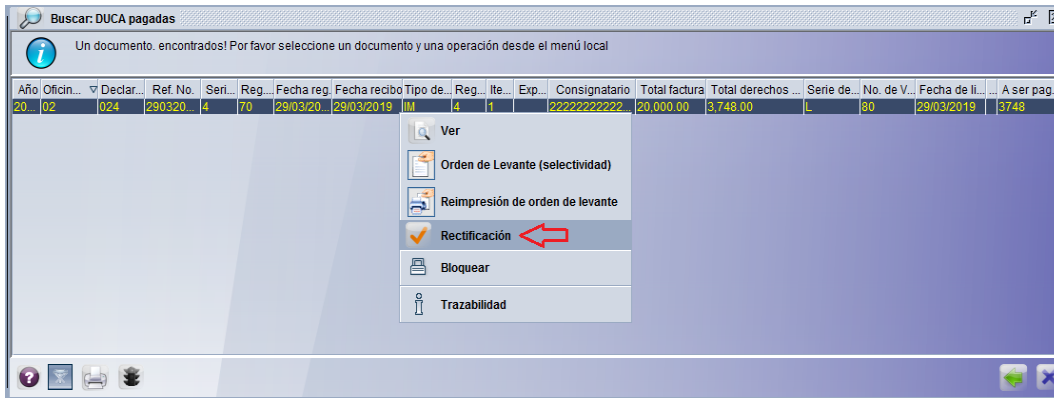 Buscar: DUCA pagadas
Un documento. encontrados! Por favor seleccione un documento y una operación desde el menú local
Año Oficin... Declar... Ref. No. Seri... Reg... Fecha reg. Fecha recibo Tipo de... Reg... Ite... Exp... Consignatario Total factura Total derechos ... Serie de... No. de V... Fecha de li... ... A ser pag.
20... 02 024 290320... 4 70 29/03/20... 29/03/2019 IM 4 1 22222222222... 20,000.00 3,748.00 L 80 29/03/2019 3748
Ver
Orden de Levante (selectividad)
Reimpresión de orden de levante
Rectificación
Bloquear
Trazabilidad